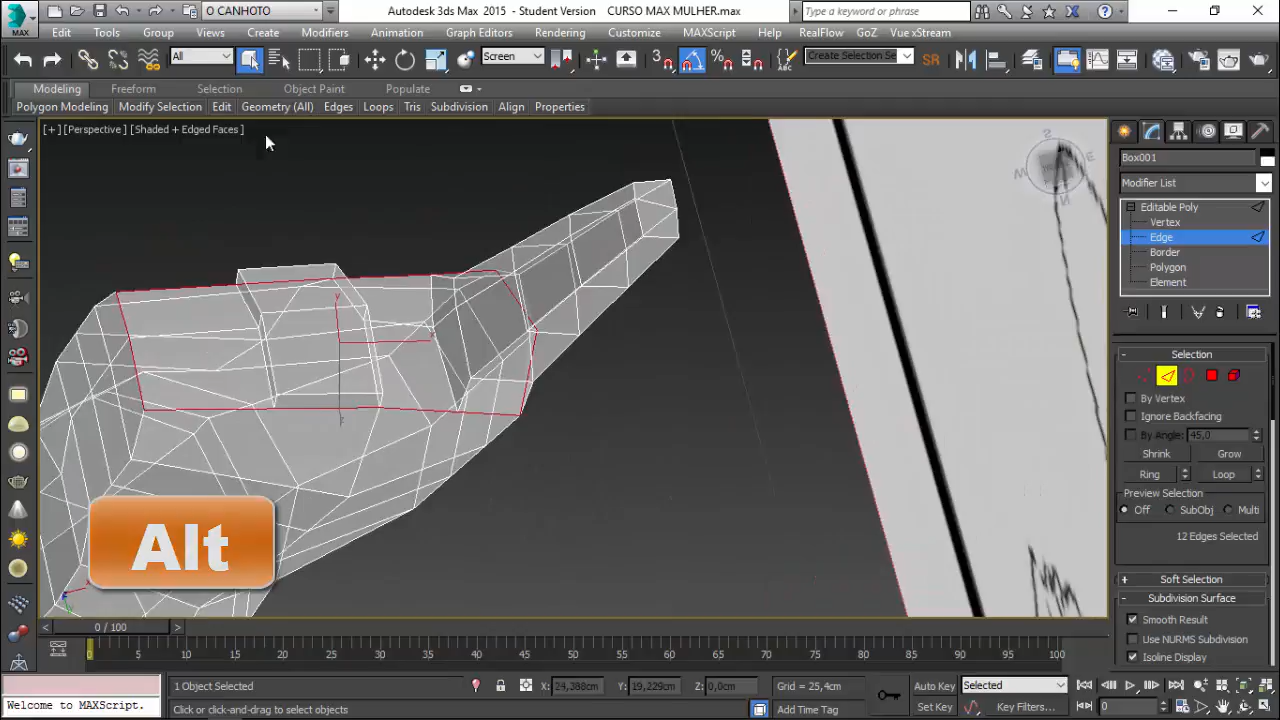 O CANHOTO
Autodesk 3ds Max 2015 - Student Version
CURSO MAX MULHER.max
Type a keyword or phrase
MAX
Edit Tools Group Views Create Modifiers Animation Graph Editors Rendering Customize MAXScript RealFlow GoZ Vue xStream
All
Screen
3
Create Selection Se
SR
Modeling Freeform Selection Object Paint Populate
Polygon Modeling Modify Selection Edit Geometry (All) Edges Loops Tris Subdivision Align Properties
[+] [Perspective] [Shaded + Edged Faces]
Box001
Modifier List
Editable Poly
Vertex
Edge
Border
Polygon
Element
- Selection
By Vertex
Ignore Backfacing
By Angle: 45,0
Shrink Grow
Ring Loop
Preview Selection
Off SubObj Multi
12 Edges Selected
+ Soft Selection
- Subdivision Surface
Smooth Result
Use NURMS Subdivision
Isoline Display
Alt
< 0 / 100 >
0 5 10 15 20 25 30 35 40 45 50 55 60 65 70 75 80 85 90 95 100
1 Object Selected
X: 24,388cm Y: 19,229cm Z: 0,0cm
Grid = 25,4cm
Auto Key
Selected
Welcome to MAXScript.
Click or click-and-drag to select objects
Add Time Tag
Set Key
Key Filters...
0